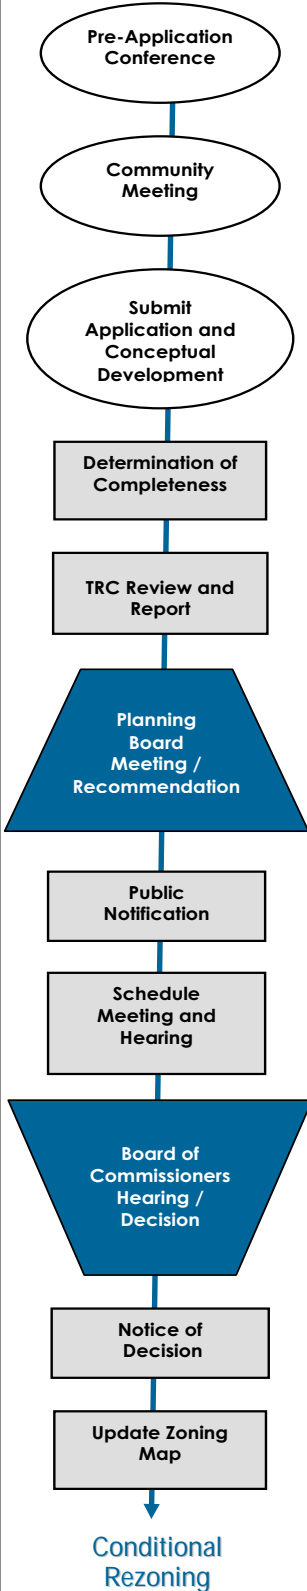 Pre-Application
Conference
Community
Meeting
Submit
Application and
Conceptual
Development
Determination of
Completeness
TRC Review and
Report
Planning
Board
Meeting /
Recommendation
Public
Notification
Schedule
Meeting and
Hearing
Board of
Commissioners
Hearing /
Decision
Notice of
Decision
Update Zoning
Map
Conditional
Rezoning